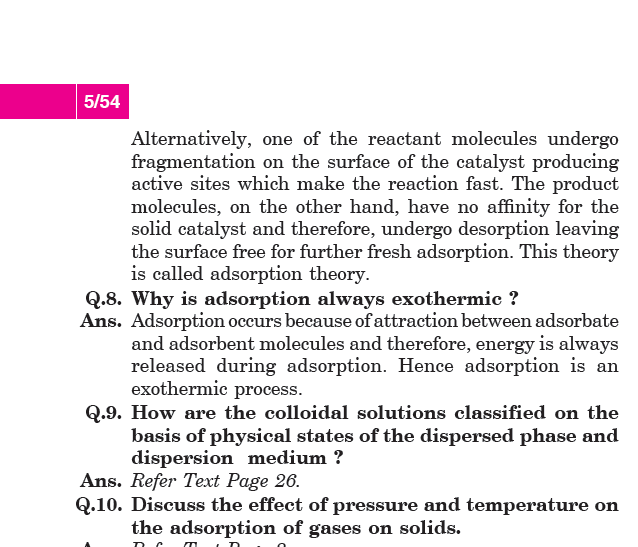 5/54
Alternatively, one of the reactant molecules undergo
fragmentation on the surface of the catalyst producing
active sites which make the reaction fast. The product
molecules, on the other hand, have no affinity for the
solid catalyst and therefore, undergo desorption leaving
the surface free for further fresh adsorption. This theory
is called adsorption theory.
Q.8. Why is adsorption always exothermic ?
Ans. Adsorption occurs because of attraction between adsorbate
and adsorbent molecules and therefore, energy is always
released during adsorption. Hence adsorption is an
exothermic process.
Q.9. How are the colloidal solutions classified on the
basis of physical states of the dispersed phase and
dispersion medium ?
Ans. Refer Text Page 26.
Q.10. Discuss the effect of pressure and temperature on
the adsorption of gases on solids.